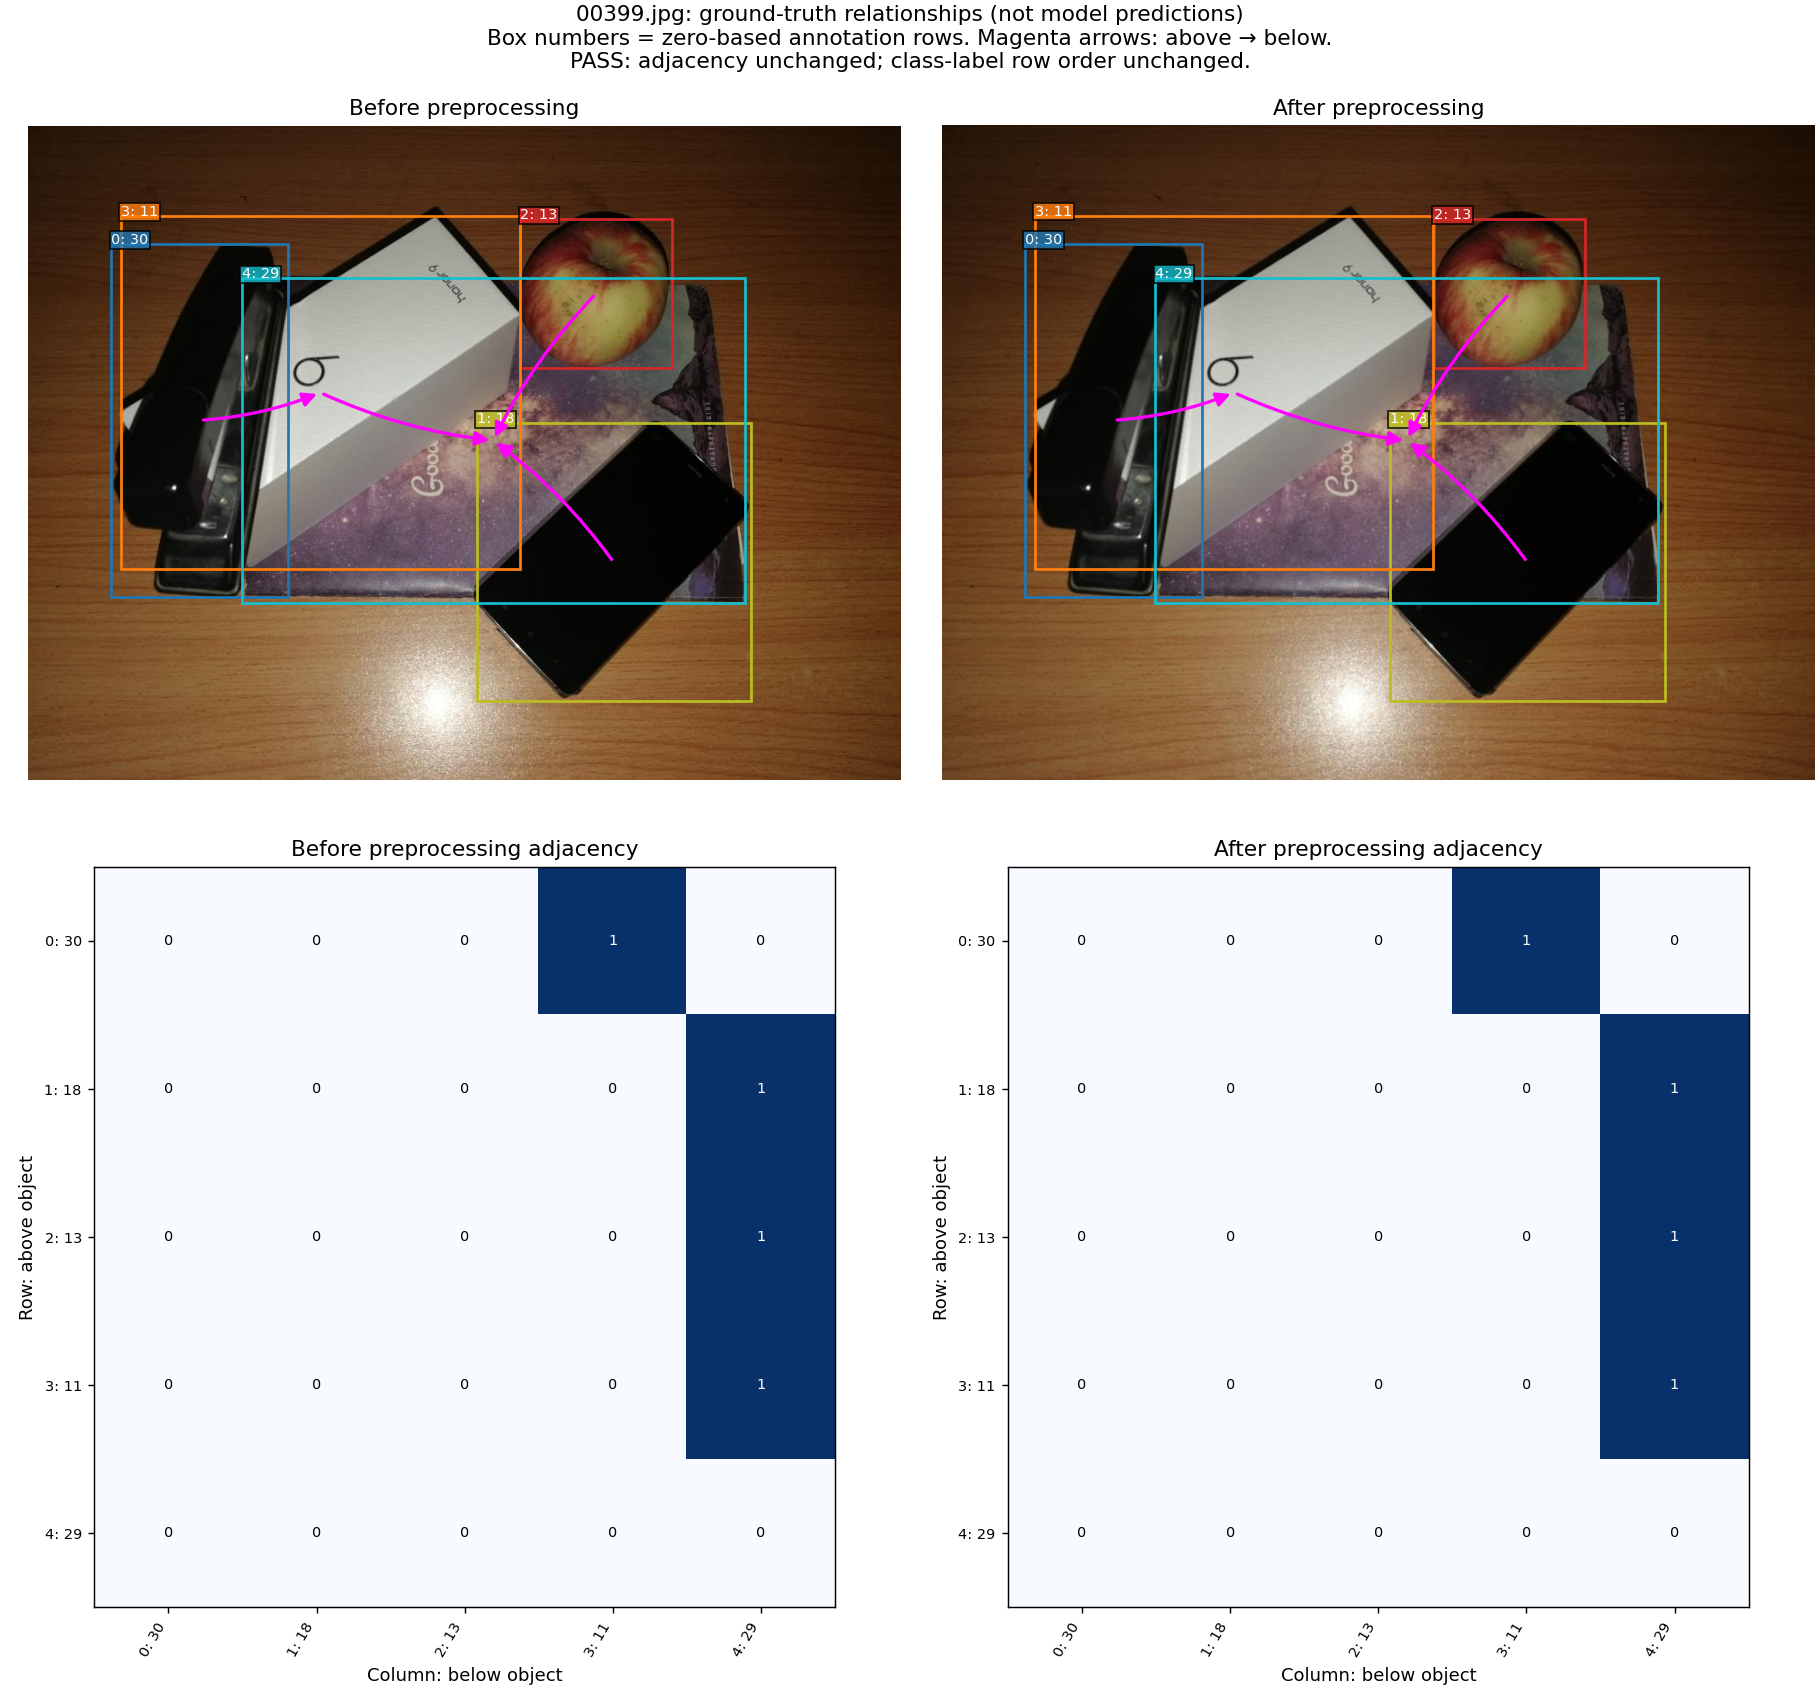 00399.jpg: ground-truth relationships (not model predictions)
Box numbers = zero-based annotation rows. Magenta arrows: above → below.
PASS: adjacency unchanged; class-label row order unchanged.
Before preprocessing
3: 11
2: 13
0: 30
4: 29
1: 18
honor 9
9
Good
After preprocessing
3: 11
2: 13
0: 30
4: 29
1: 18
honor 9
9
Good
Before preprocessing adjacency
Row: above object
0: 30 0 0 0 1 0
1: 18 0 0 0 0 1
2: 13 0 0 0 0 1
3: 11 0 0 0 0 1
4: 29 0 0 0 0 0
0: 30 1: 18 2: 13 3: 11 4: 29
Column: below object
After preprocessing adjacency
Row: above object
0: 30 0 0 0 1 0
1: 18 0 0 0 0 1
2: 13 0 0 0 0 1
3: 11 0 0 0 0 1
4: 29 0 0 0 0 0
0: 30 1: 18 2: 13 3: 11 4: 29
Column: below object